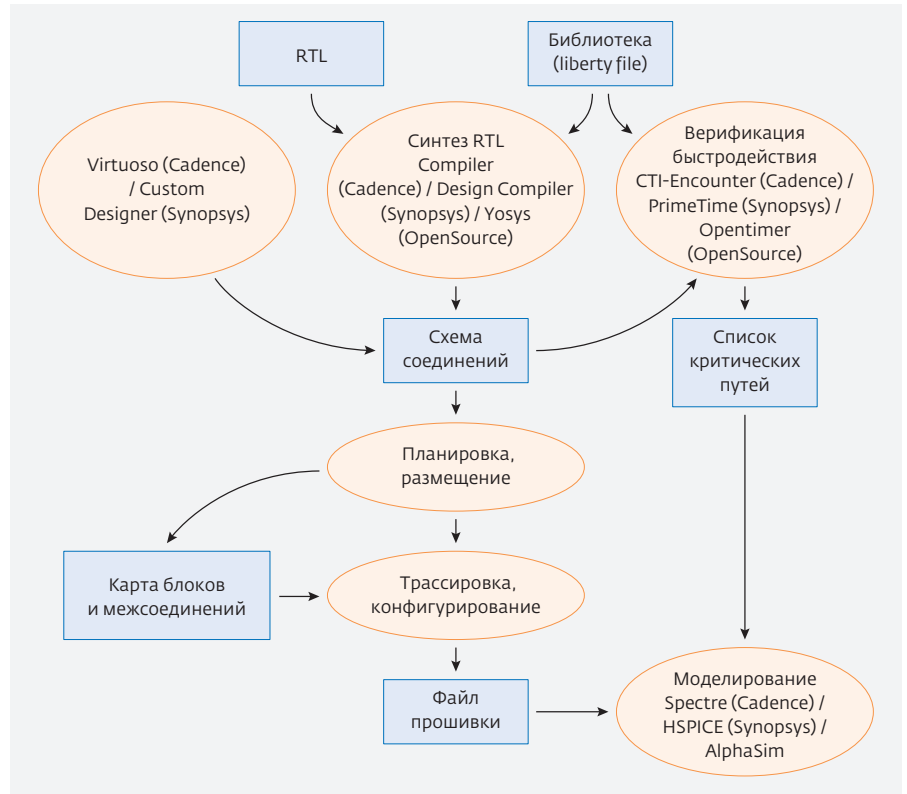 RTL
Библиотека
(liberty file)
Virtuoso (Cadence)
/ Custom
Designer (Synopsys)
Синтез RTL
Compiler
(Cadence) / Design Compiler
(Synopsys) / Yosys
(OpenSource)
Верификация
быстродействия
CTI-Encounter (Cadence) /
PrimeTime (Synopsys) /
Opentimer
(OpenSource)
Схема
соединений
Список
критических
путей
Планировка,
размещение
Карта блоков
и межсоединений
Трассировка,
конфигурирование
Файл
прошивки
Моделирование
Spectre (Cadence) /
HSPICE (Synopsys) /
AlphaSim